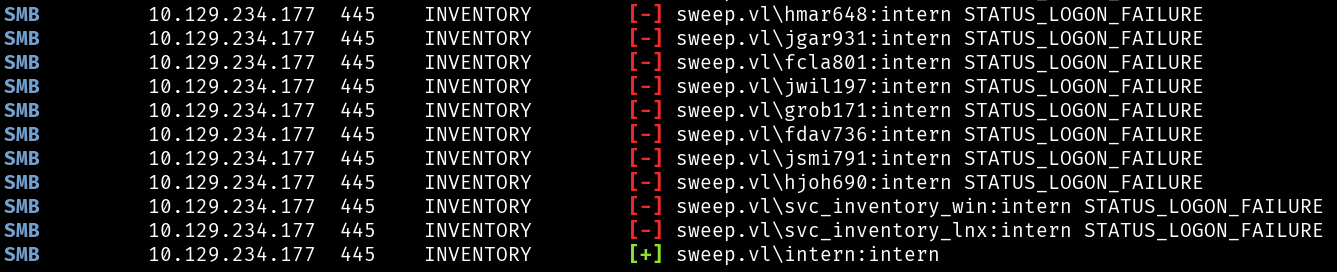 SMB 10.129.234.177 445 INVENTORY [-] sweep.vl\hmar648:intern STATUS_LOGON_FAILURE
SMB 10.129.234.177 445 INVENTORY [-] sweep.vl\jgar931:intern STATUS_LOGON_FAILURE
SMB 10.129.234.177 445 INVENTORY [-] sweep.vl\fcla801:intern STATUS_LOGON_FAILURE
SMB 10.129.234.177 445 INVENTORY [-] sweep.vl\jwil197:intern STATUS_LOGON_FAILURE
SMB 10.129.234.177 445 INVENTORY [-] sweep.vl\grob171:intern STATUS_LOGON_FAILURE
SMB 10.129.234.177 445 INVENTORY [-] sweep.vl\fdav736:intern STATUS_LOGON_FAILURE
SMB 10.129.234.177 445 INVENTORY [-] sweep.vl\jsmi791:intern STATUS_LOGON_FAILURE
SMB 10.129.234.177 445 INVENTORY [-] sweep.vl\hjoh690:intern STATUS_LOGON_FAILURE
SMB 10.129.234.177 445 INVENTORY [-] sweep.vl\svc_inventory_win:intern STATUS_LOGON_FAILURE
SMB 10.129.234.177 445 INVENTORY [-] sweep.vl\svc_inventory_lnx:intern STATUS_LOGON_FAILURE
SMB 10.129.234.177 445 INVENTORY [+] sweep.vl\intern:intern